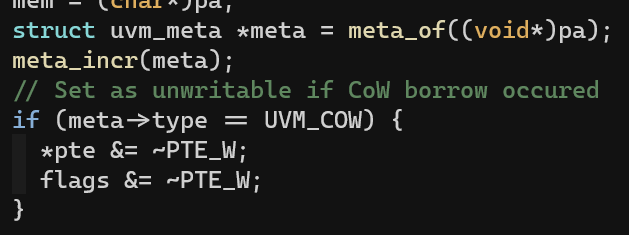 mem = (char*)pa;
struct uvm_meta *meta = meta_of((void*)pa);
meta_incr(meta);
// Set as unwritable if CoW borrow occured
if (meta->type == UVM_COW) {
*pte &= ~PTE_W;
flags &= ~PTE_W;
}